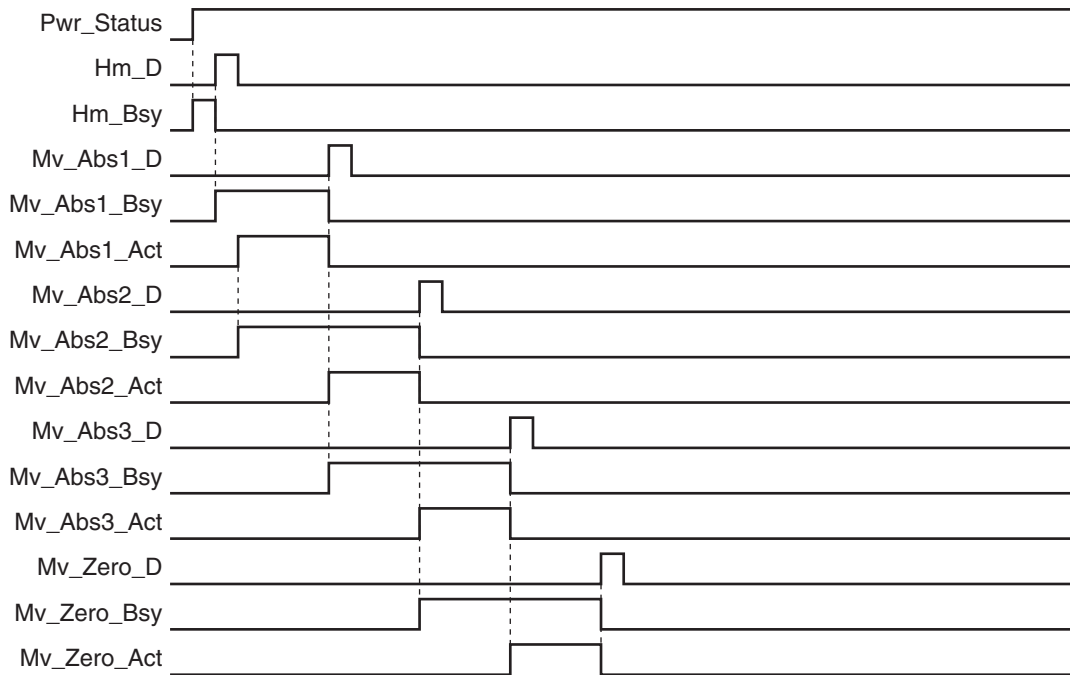 Pwr_Status
Hm_D
Hm_Bsy
Mv_Abs1_D
Mv_Abs1_Bsy
Mv_Abs1_Act
Mv_Abs2_D
Mv_Abs2_Bsy
Mv_Abs2_Act
Mv_Abs3_D
Mv_Abs3_Bsy
Mv_Abs3_Act
Mv_Zero_D
Mv_Zero_Bsy
Mv_Zero_Act